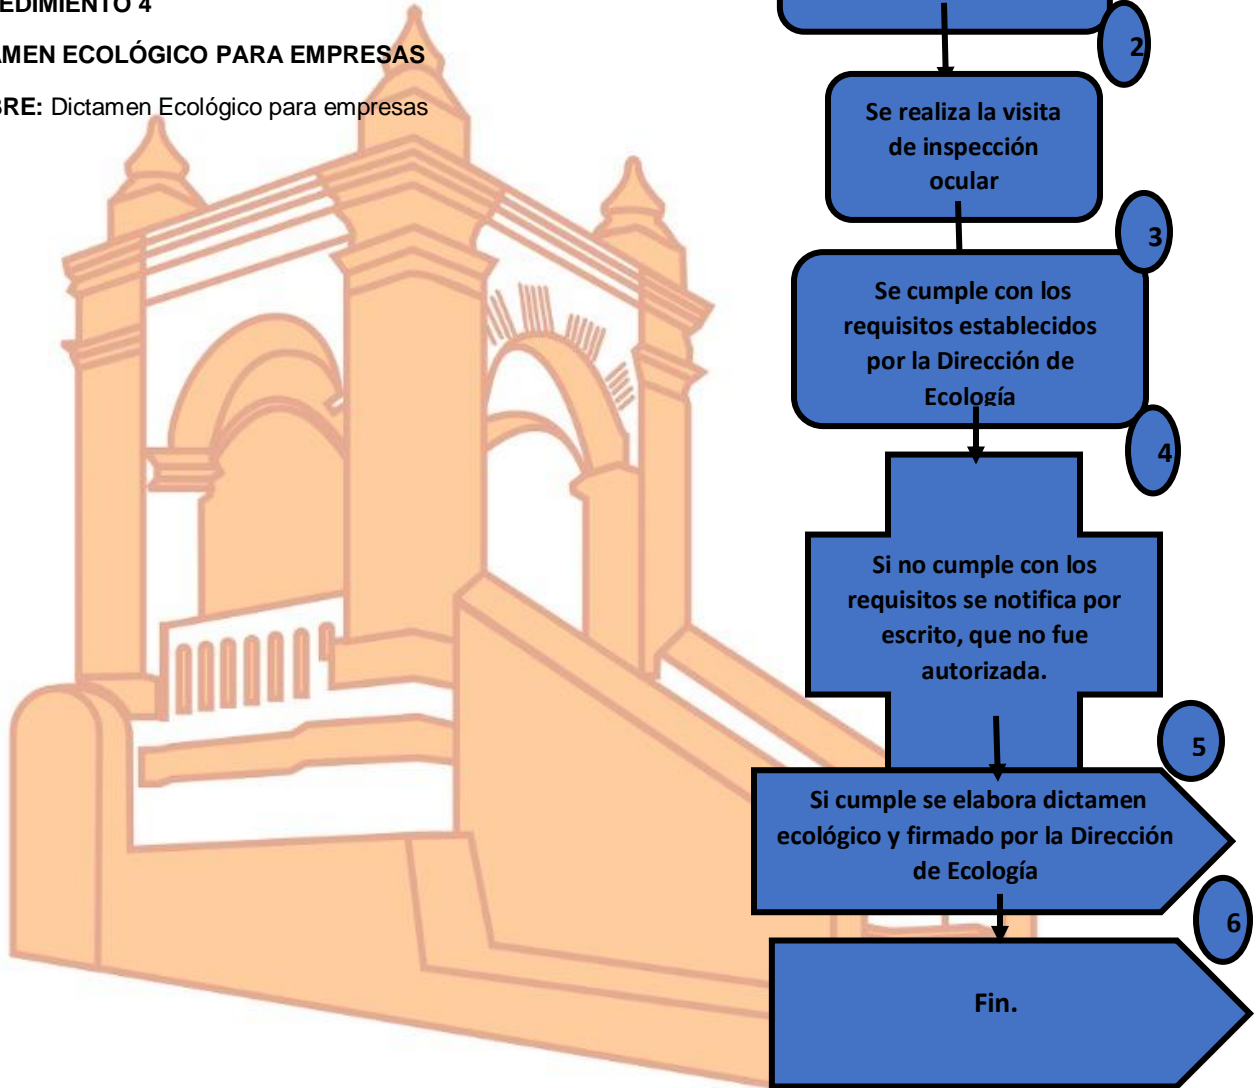 EDIMIENTO 4
AMEN ECOLÓGICO PARA EMPRESAS
BRE: Dictamen Ecológico para empresas
2
Se realiza la visita
de inspección
ocular
3
Se cumple con los
requisitos establecidos
por la Dirección de
Ecología
4
Si no cumple con los
requisitos se notifica por
escrito, que no fue
autorizada.
5
Si cumple se elabora dictamen
ecológico y firmado por la Dirección
de Ecología
6
Fin.